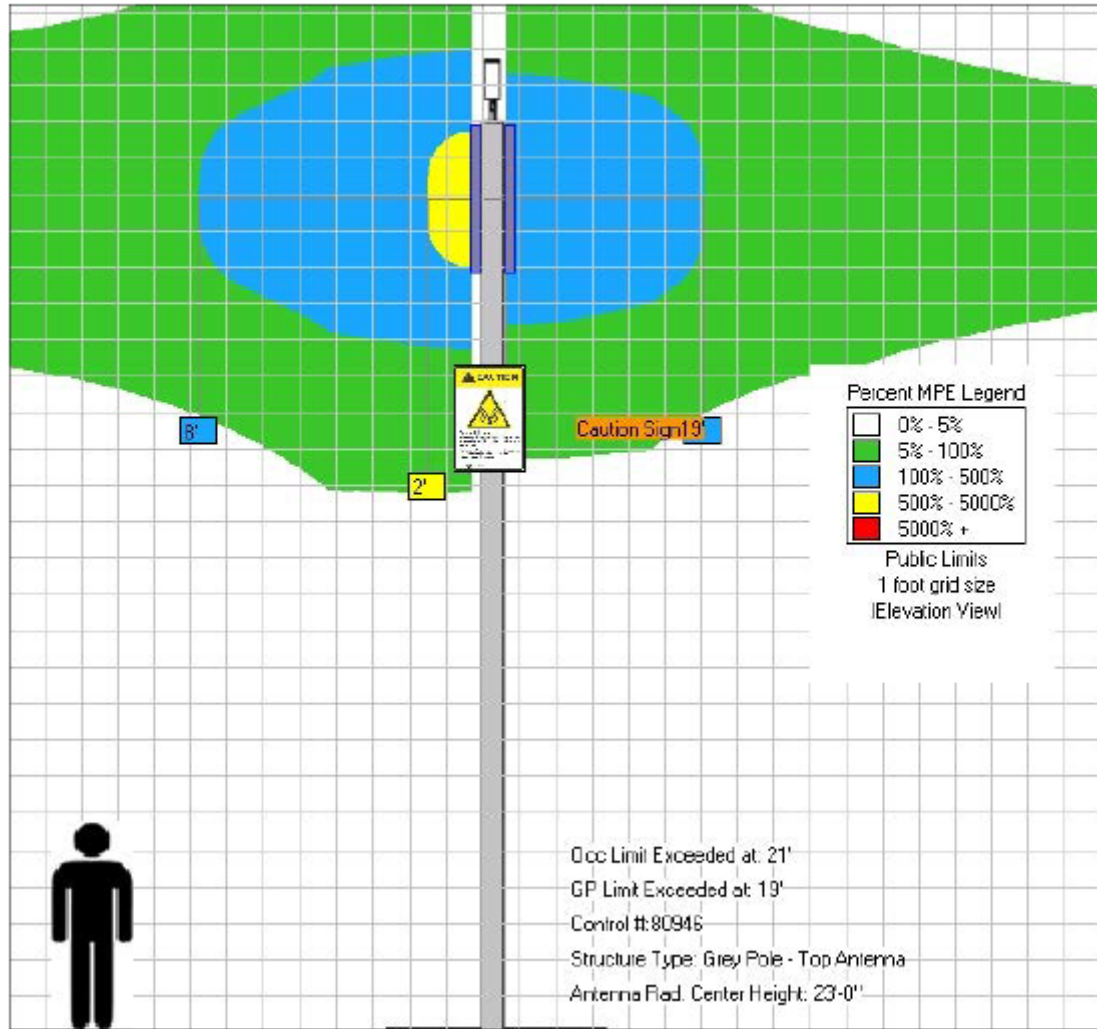 CAUTION
8'
Caution Sign19'
2'
Percent MPE Legend
0% - 5%
5% - 100%
100% - 500%
500% - 5000%
5000% +
Public Limits
1 foot grid size
[Elevation View]
Occ Limit Exceeded at: 21'
GP Limit Exceeded at: 19'
Control #:80946
Structure Type: Grey Pole - Top Antenna
Antenna Rad. Center Height: 23'-0"